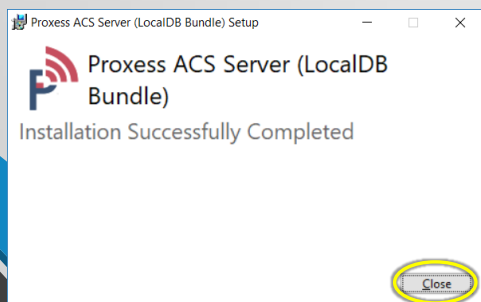 Proxess ACS Server (LocalDB Bundle) Setup
Proxess ACS Server (LocalDB
Bundle)
Installation Successfully Completed
Close